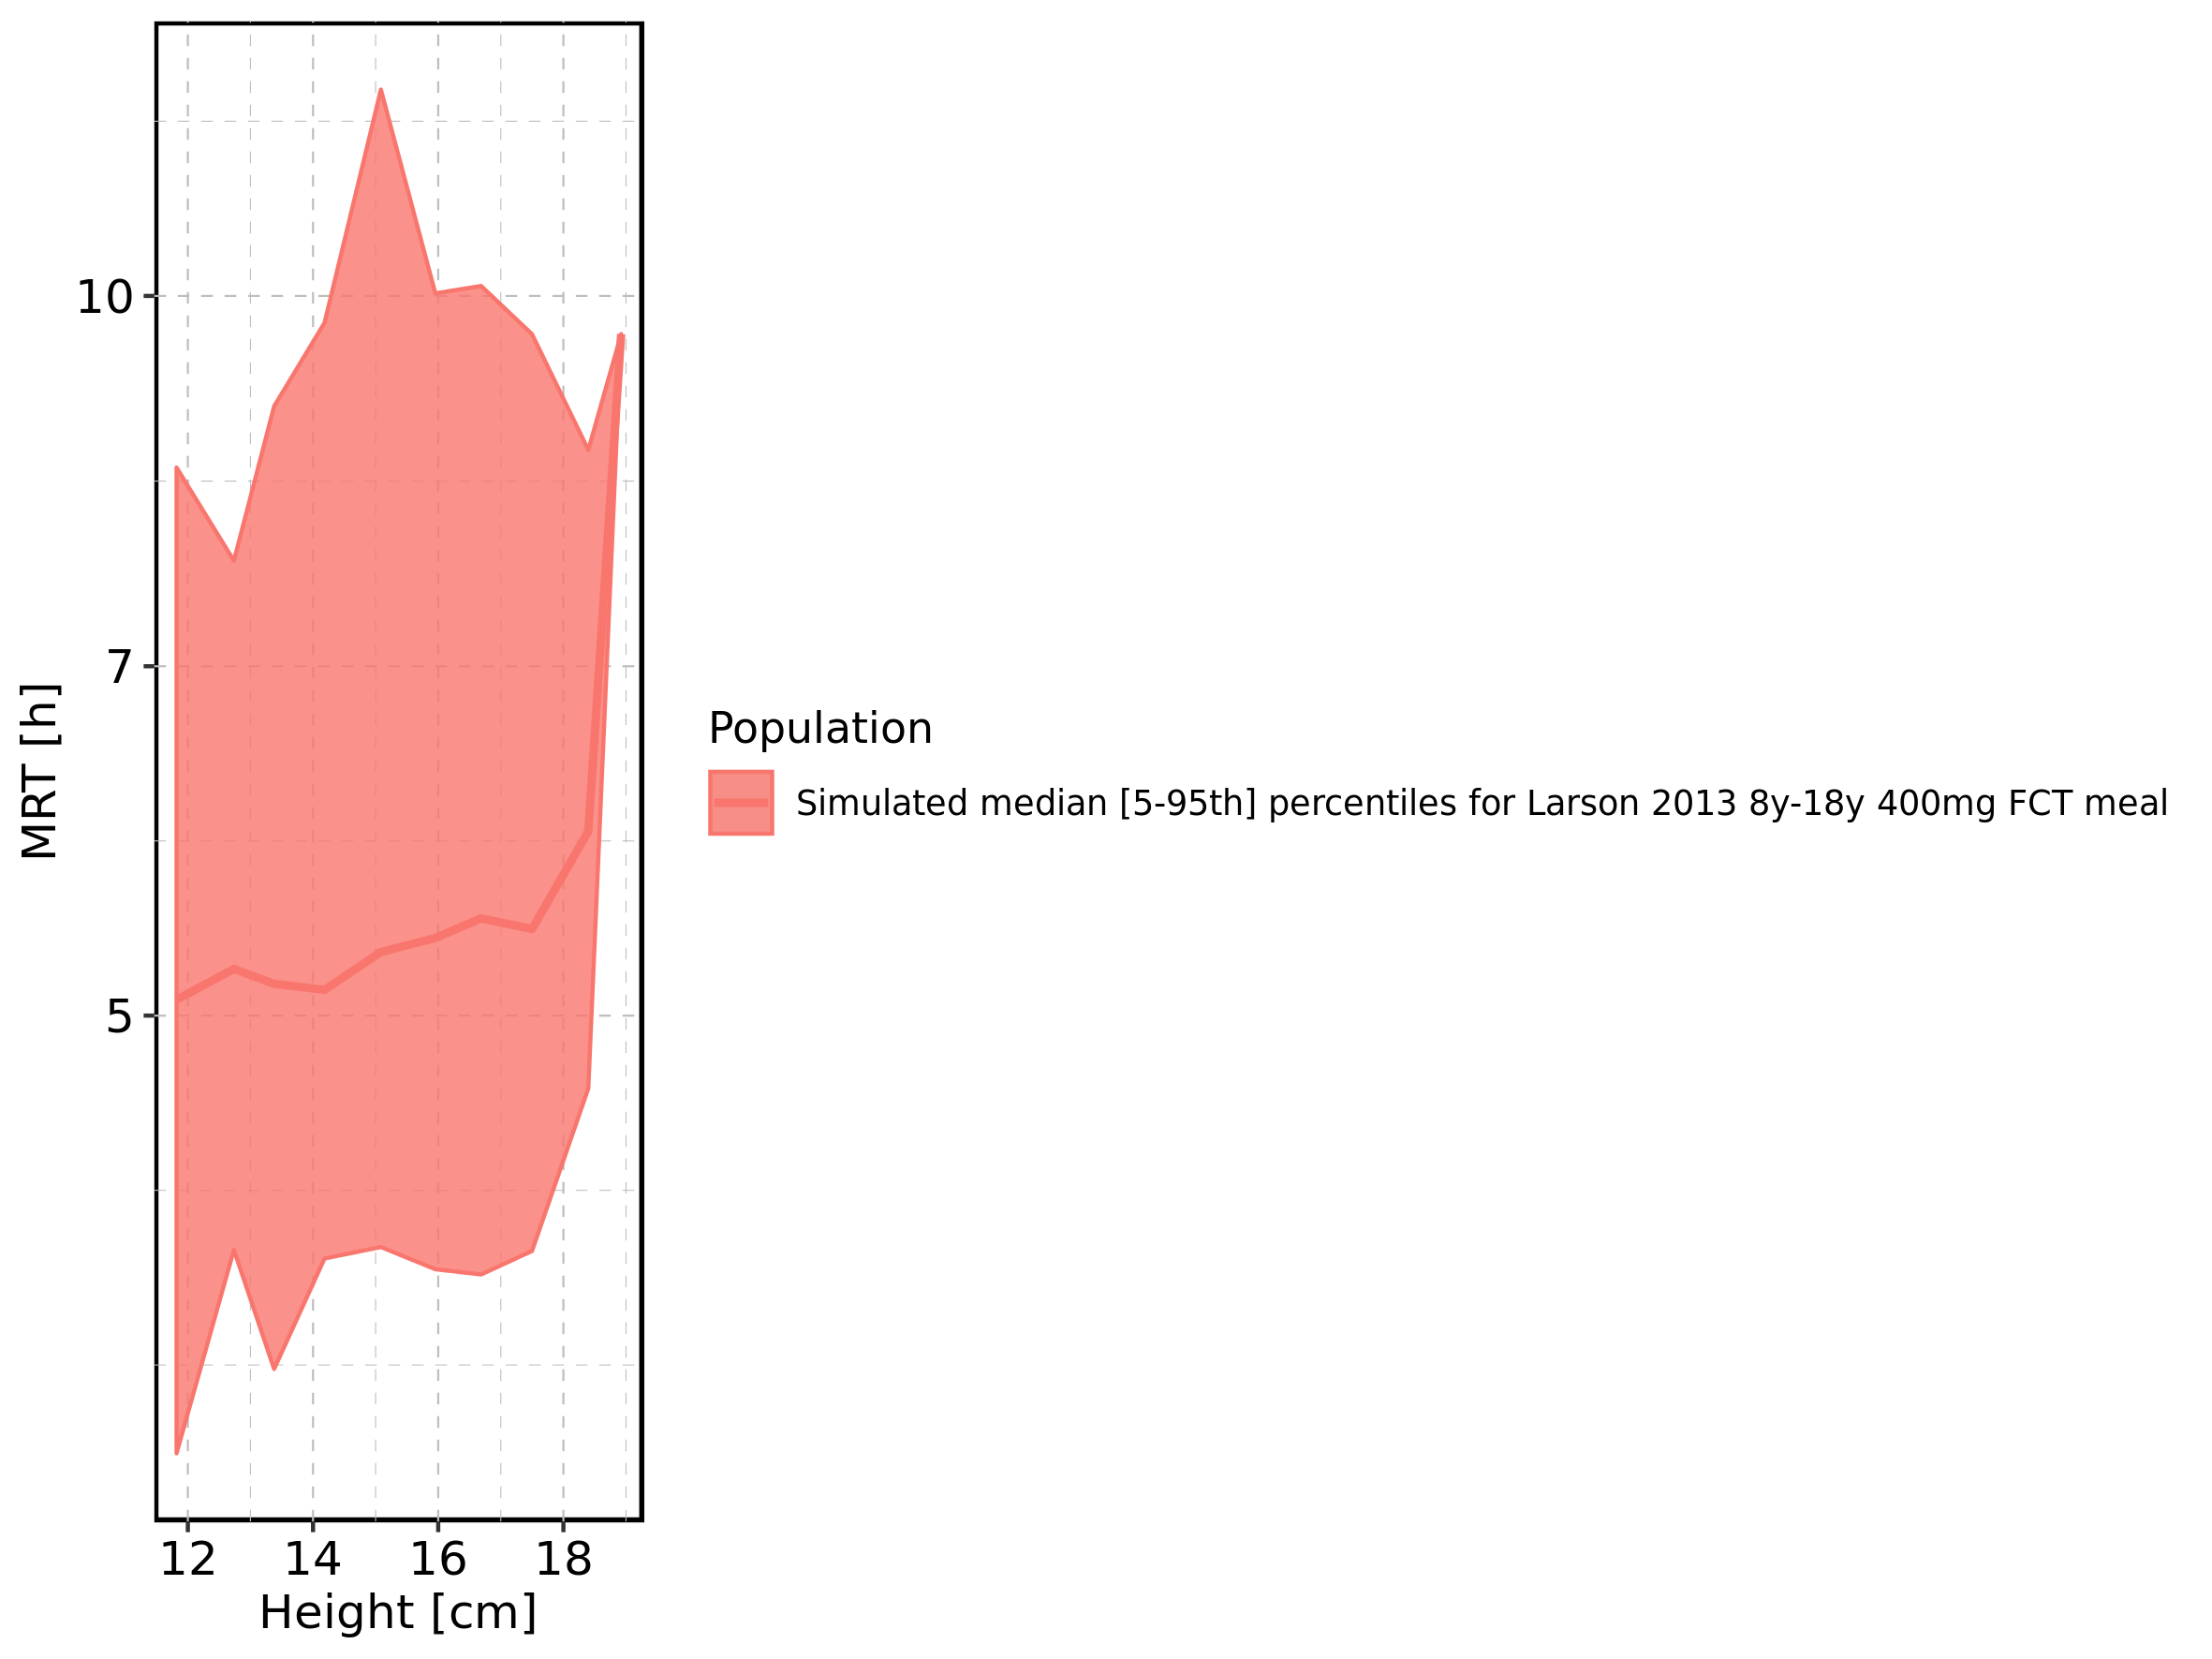 10
7
5
MRT [h]
12 14 16 18
Height [cm]
Population
Simulated median [5-95th] percentiles for Larson 2013 8y-18y 400mg FCT meal